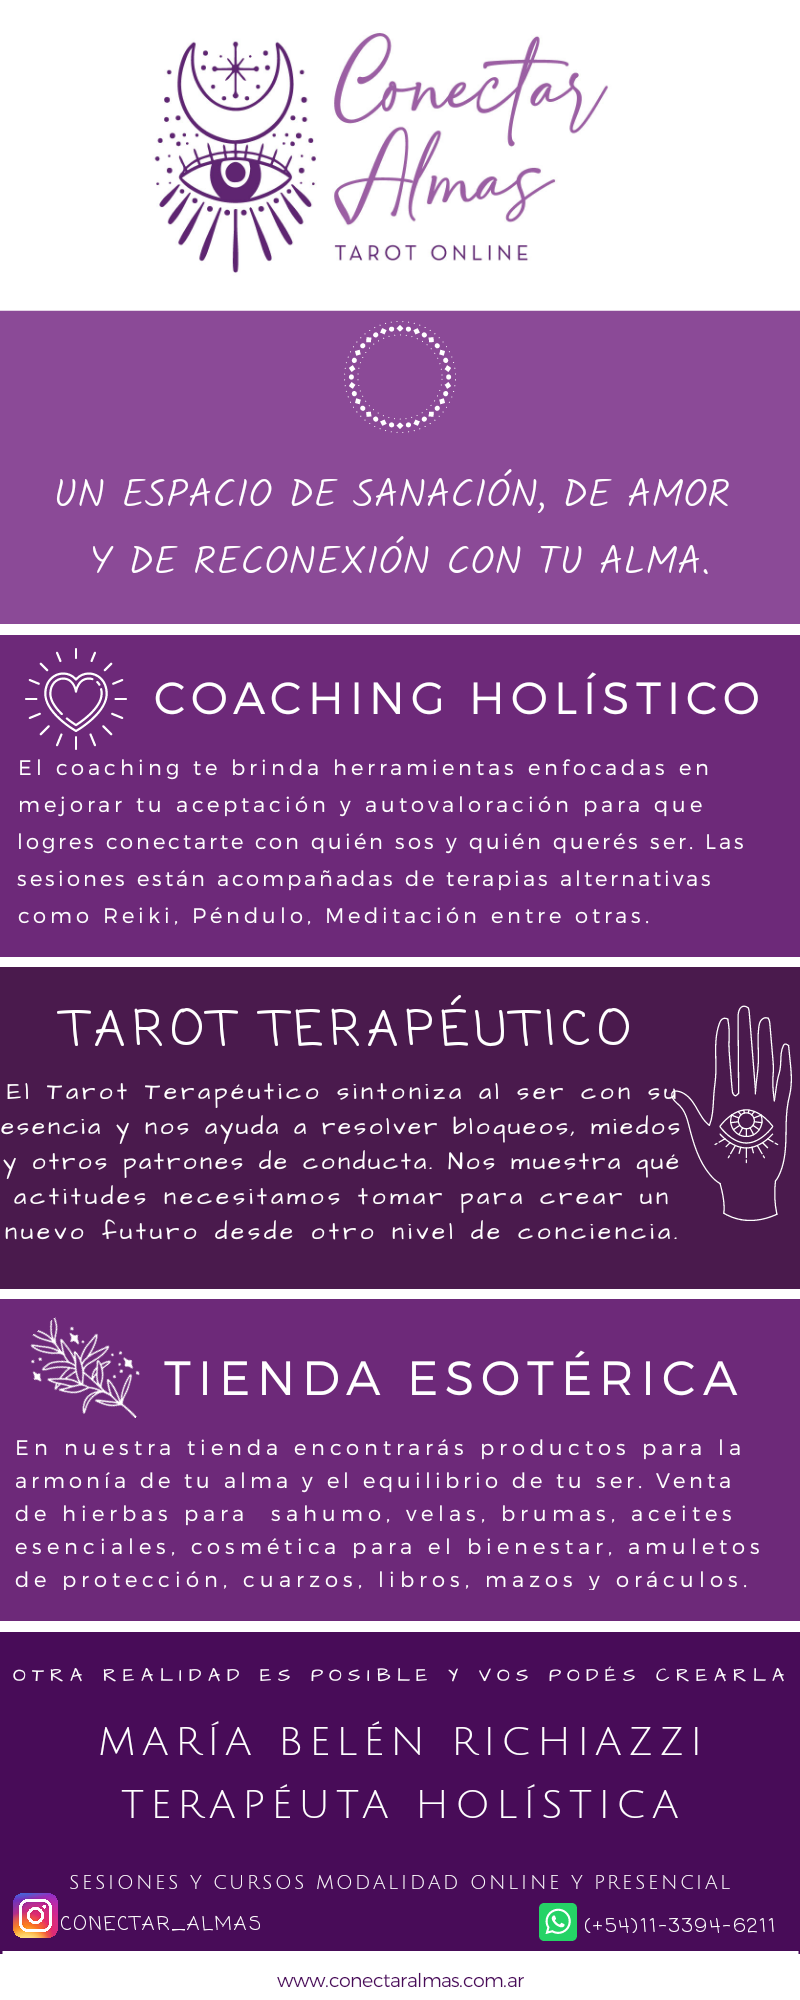 Conectar
Almas
TAROT ONLINE
UN ESPACIO DE SANACIÓN, DE AMOR
Y DE RECONEXIÓN CON TU ALMA.
COACHING HOLÍSTICO
El coaching te brinda herramientas enfocadas en
mejorar tu aceptación y autovaloración para que
logres conectarte con quién sos y quién querés ser. Las
sesiones están acompañadas de terapias alternativas
como Reiki, Péndulo, Meditación entre otras.
TAROT TERAPÉUTICO
El Tarot Terapéutico sintoniza al ser con su
esencia y nos ayuda a resolver bloqueos, miedos
y otros patrones de conducta. Nos muestra qué
actitudes necesitamos tomar para crear un
nuevo futuro desde otro nivel de conciencia.
TIENDA ESOTÉRICA
En nuestra tienda encontrarás productos para la
armonía de tu alma y el equilibrio de tu ser. Venta
de hierbas para sahumo, velas, brumas, aceites
esenciales, cosmética para el bienestar, amuletos
de protección, cuarzos, libros, mazos y oráculos.
OTRA REALIDAD ES POSIBLE Y VOS PODÉS CREARLA
MARÍA BELÉN RICHIAZZI
TERAPÉUTA HOLÍSTICA
SESIONES Y CURSOS MODALIDAD ONLINE Y PRESENCIAL
CONECTAR_ALMAS
(+54)11-3394-6211
www.conectaralmas.com.ar